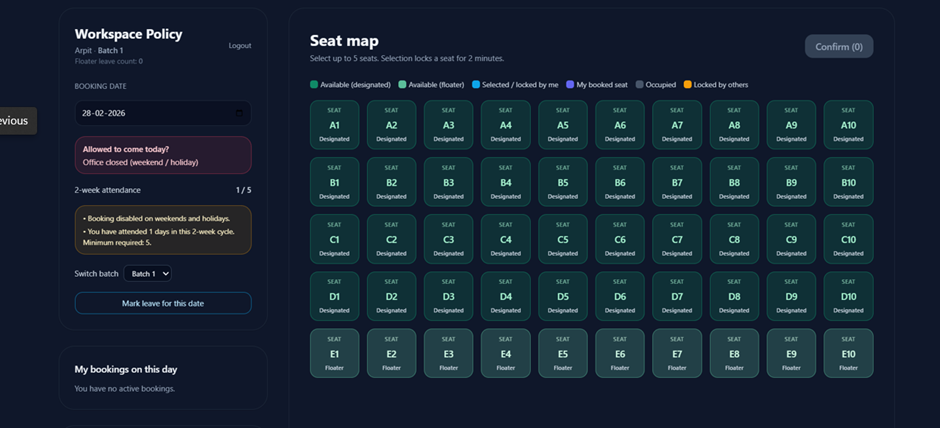 evious
Workspace Policy
Arpit · Batch 1
Floater leave count: 0
Logout
BOOKING DATE
28-02-2026
Allowed to come today?
Office closed (weekend / holiday)
2-week attendance 1 / 5
• Booking disabled on weekends and holidays.
• You have attended 1 days in this 2-week cycle.
Minimum required: 5.
Switch batch Batch 1
Mark leave for this date
My bookings on this day
You have no active bookings.
Seat map
Select up to 5 seats. Selection locks a seat for 2 minutes.
Confirm (0)
Available (designated) Available (floater) Selected / locked by me My booked seat Occupied Locked by others
SEAT SEAT SEAT SEAT SEAT SEAT SEAT SEAT SEAT SEAT
A1 A2 A3 A4 A5 A6 A7 A8 A9 A10
Designated Designated Designated Designated Designated Designated Designated Designated Designated Designated
SEAT SEAT SEAT SEAT SEAT SEAT SEAT SEAT SEAT SEAT
B1 B2 B3 B4 B5 B6 B7 B8 B9 B10
Designated Designated Designated Designated Designated Designated Designated Designated Designated Designated
SEAT SEAT SEAT SEAT SEAT SEAT SEAT SEAT SEAT SEAT
C1 C2 C3 C4 C5 C6 C7 C8 C9 C10
Designated Designated Designated Designated Designated Designated Designated Designated Designated Designated
SEAT SEAT SEAT SEAT SEAT SEAT SEAT SEAT SEAT SEAT
D1 D2 D3 D4 D5 D6 D7 D8 D9 D10
Designated Designated Designated Designated Designated Designated Designated Designated Designated Designated
SEAT SEAT SEAT SEAT SEAT SEAT SEAT SEAT SEAT SEAT
E1 E2 E3 E4 E5 E6 E7 E8 E9 E10
Floater Floater Floater Floater Floater Floater Floater Floater Floater Floater